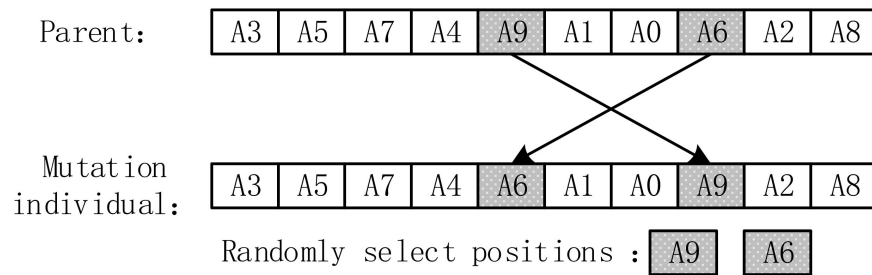 Parent: A3 A5 A7 A4 A9 A1 A0 A6 A2 A8
Mutation
individual: A3 A5 A7 A4 A6 A1 A0 A9 A2 A8
Randomly select positions : A9 A6